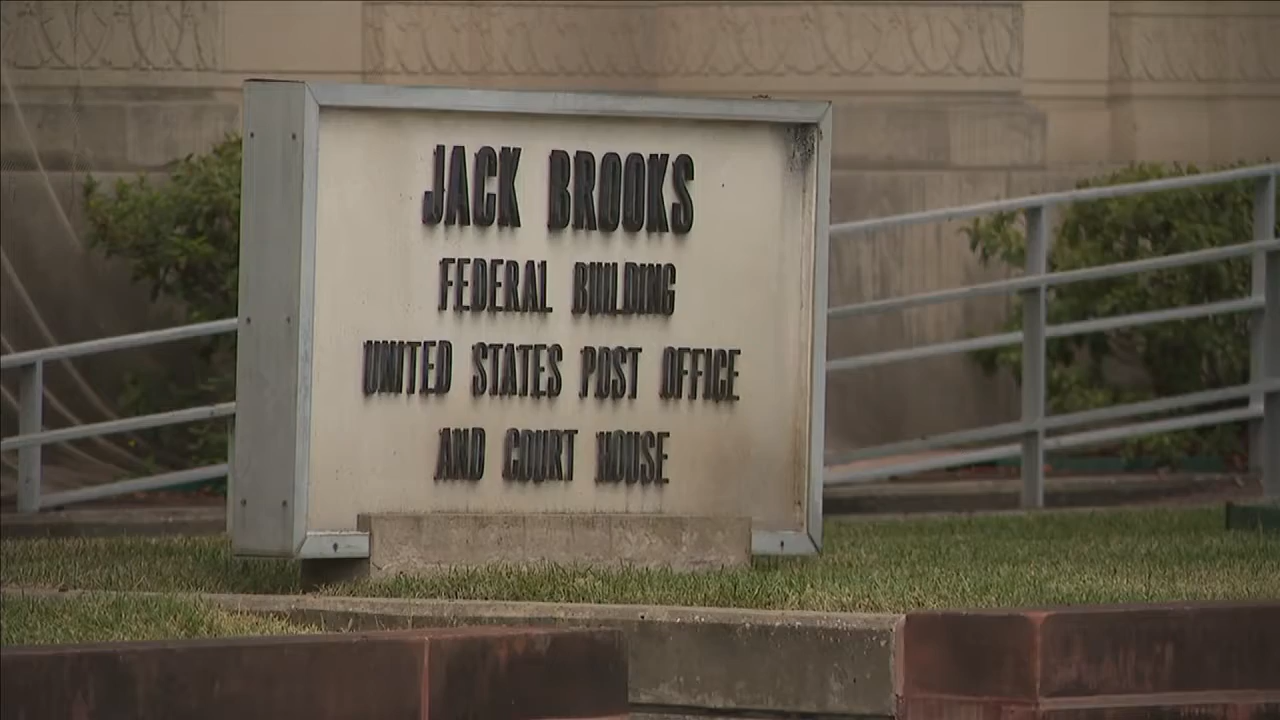 JACK BROOKS
FEDERAL BUILDING
UNITED STATES POST OFFICE
AND COURT HOUSE